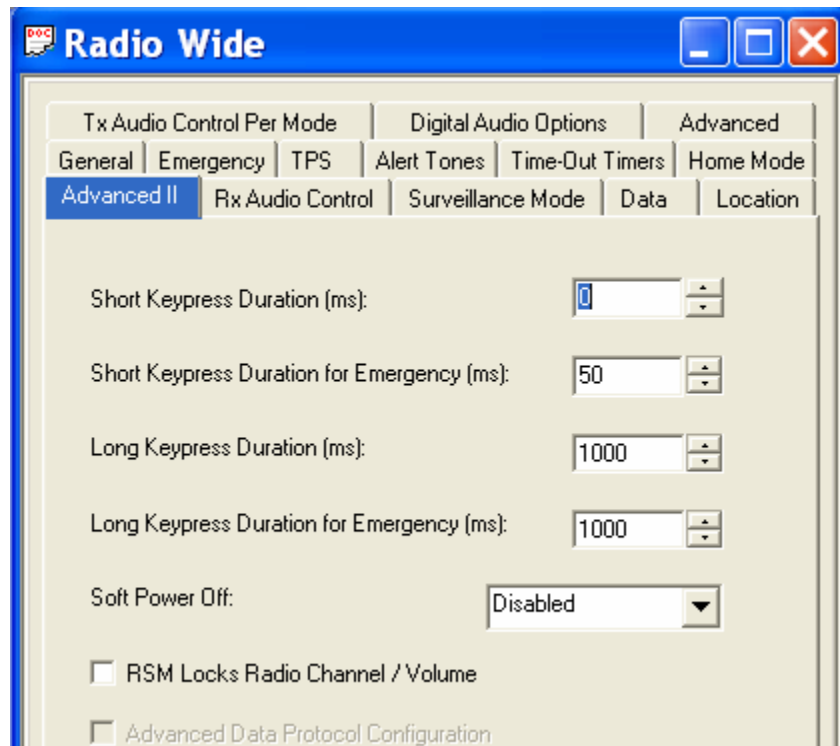 DOC
Radio Wide
Tx Audio Control Per Mode Digital Audio Options Advanced
General Emergency TPS Alert Tones Time-Out Timers Home Mode
Advanced II Rx Audio Control Surveillance Mode Data Location
Short Keypress Duration (ms): 0
Short Keypress Duration for Emergency (ms): 50
Long Keypress Duration (ms): 1000
Long Keypress Duration for Emergency (ms): 1000
Soft Power Off: Disabled
RSM Locks Radio Channel / Volume
Advanced Data Protocol Configuration